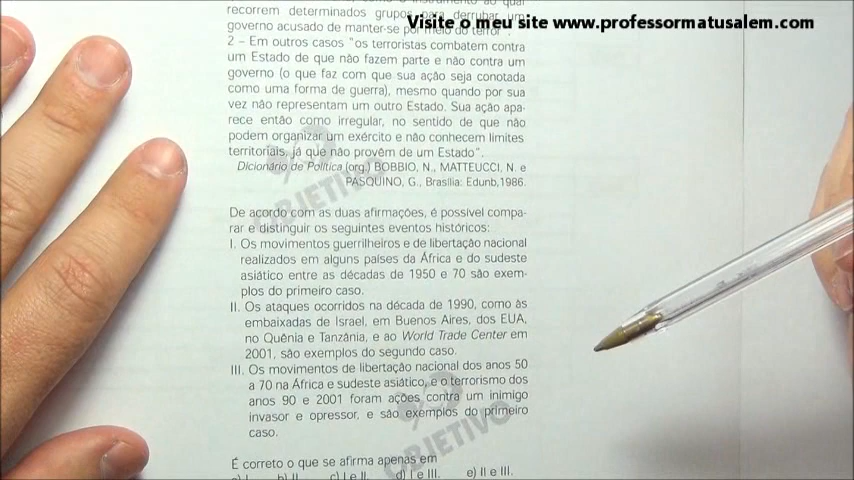 recorrem determinados grupos para derrubar um
Visite o meu site www.professormatusalem.com
governo acusado de manter-se por meio do terror".
2 – Em outros casos "os terroristas combatem contra
um Estado de que não fazem parte e não contra um
governo (o que faz com que sua ação seja conotada
como uma forma de guerra), mesmo quando por sua
vez não representam um outro Estado. Sua ação apa-
rece então como irregular, no sentido de que não
podem organizar um exército e não conhecem limites
territoriais, já que não provêm de um Estado".
Dicionário de Política (org.) BOBBIO, N., MATTEUCCI, N. e
PASQUINO, G., Brasília: Edunb,1986.
OBJETIVO
De acordo com as duas afirmações, é possível compa-
rar e distinguir os seguintes eventos históricos:
I. Os movimentos guerrilheiros e de libertação nacional
realizados em alguns países da África e do sudeste
asiático entre as décadas de 1950 e 70 são exem-
plos do primeiro caso.
II. Os ataques ocorridos na década de 1990, como às
embaixadas de Israel, em Buenos Aires, dos EUA,
no Quênia e Tanzânia, e ao World Trade Center em
2001, são exemplos do segundo caso.
III. Os movimentos de libertação nacional dos anos 50
a 70 na África e sudeste asiático, e o terrorismo dos
anos 90 e 2001 foram ações contra um inimigo
invasor e opressor, e são exemplos do primeiro
caso.
OBJETIVO
É correto o que se afirma apenas em
a) I. b) II. c) I e II. d) I e III. e) II e III.